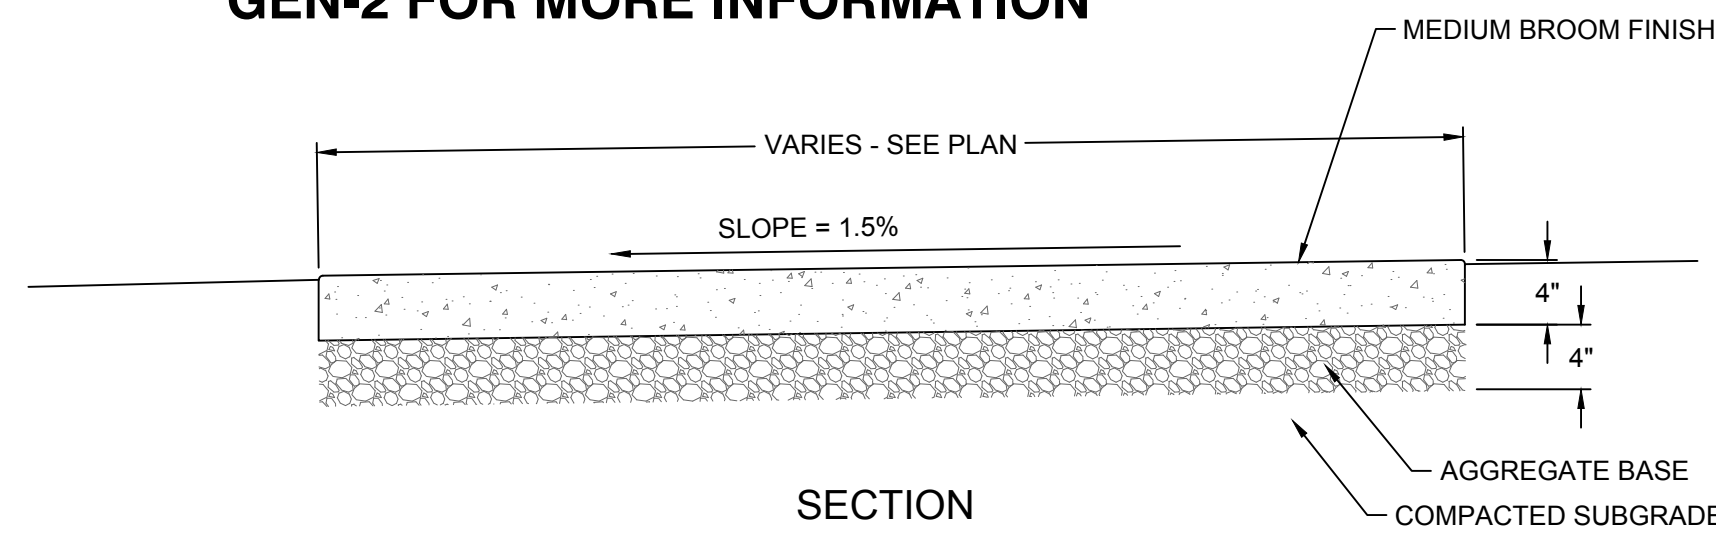 GEN-2 FOR MORE INFORMATION
MEDIUM BROOM FINISH
VARIES - SEE PLAN
SLOPE = 1.5%
4"
4"
AGGREGATE BASE
SECTION
COMPACTED SUBGRADE